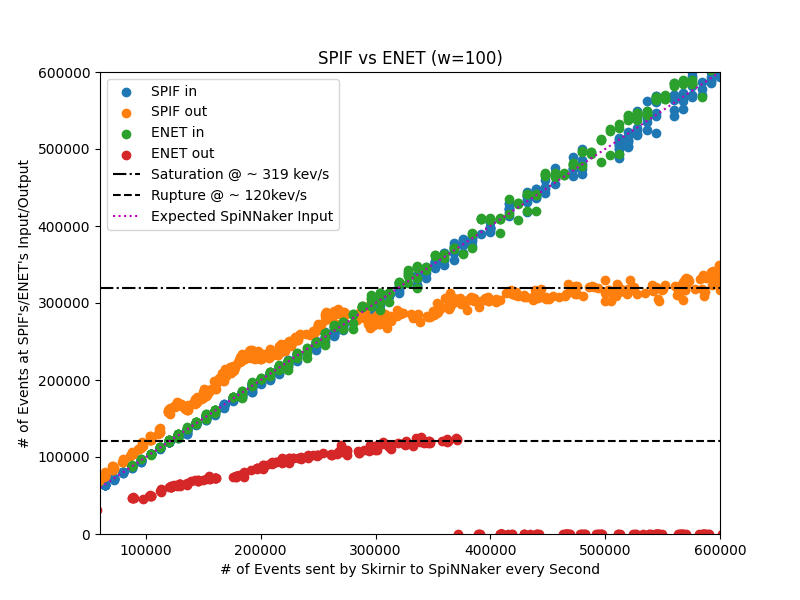 SPIF vs ENET (w=100)
600000
500000
400000
300000
200000
100000
0
# of Events at SPIF's/ENET's Input/Output
SPIF in
SPIF out
ENET in
ENET out
Saturation @ ~ 319 kev/s
Rupture @ ~ 120kev/s
Expected SpiNNaker Input
100000 200000 300000 400000 500000 600000
# of Events sent by Skirnir to SpiNNaker every Second